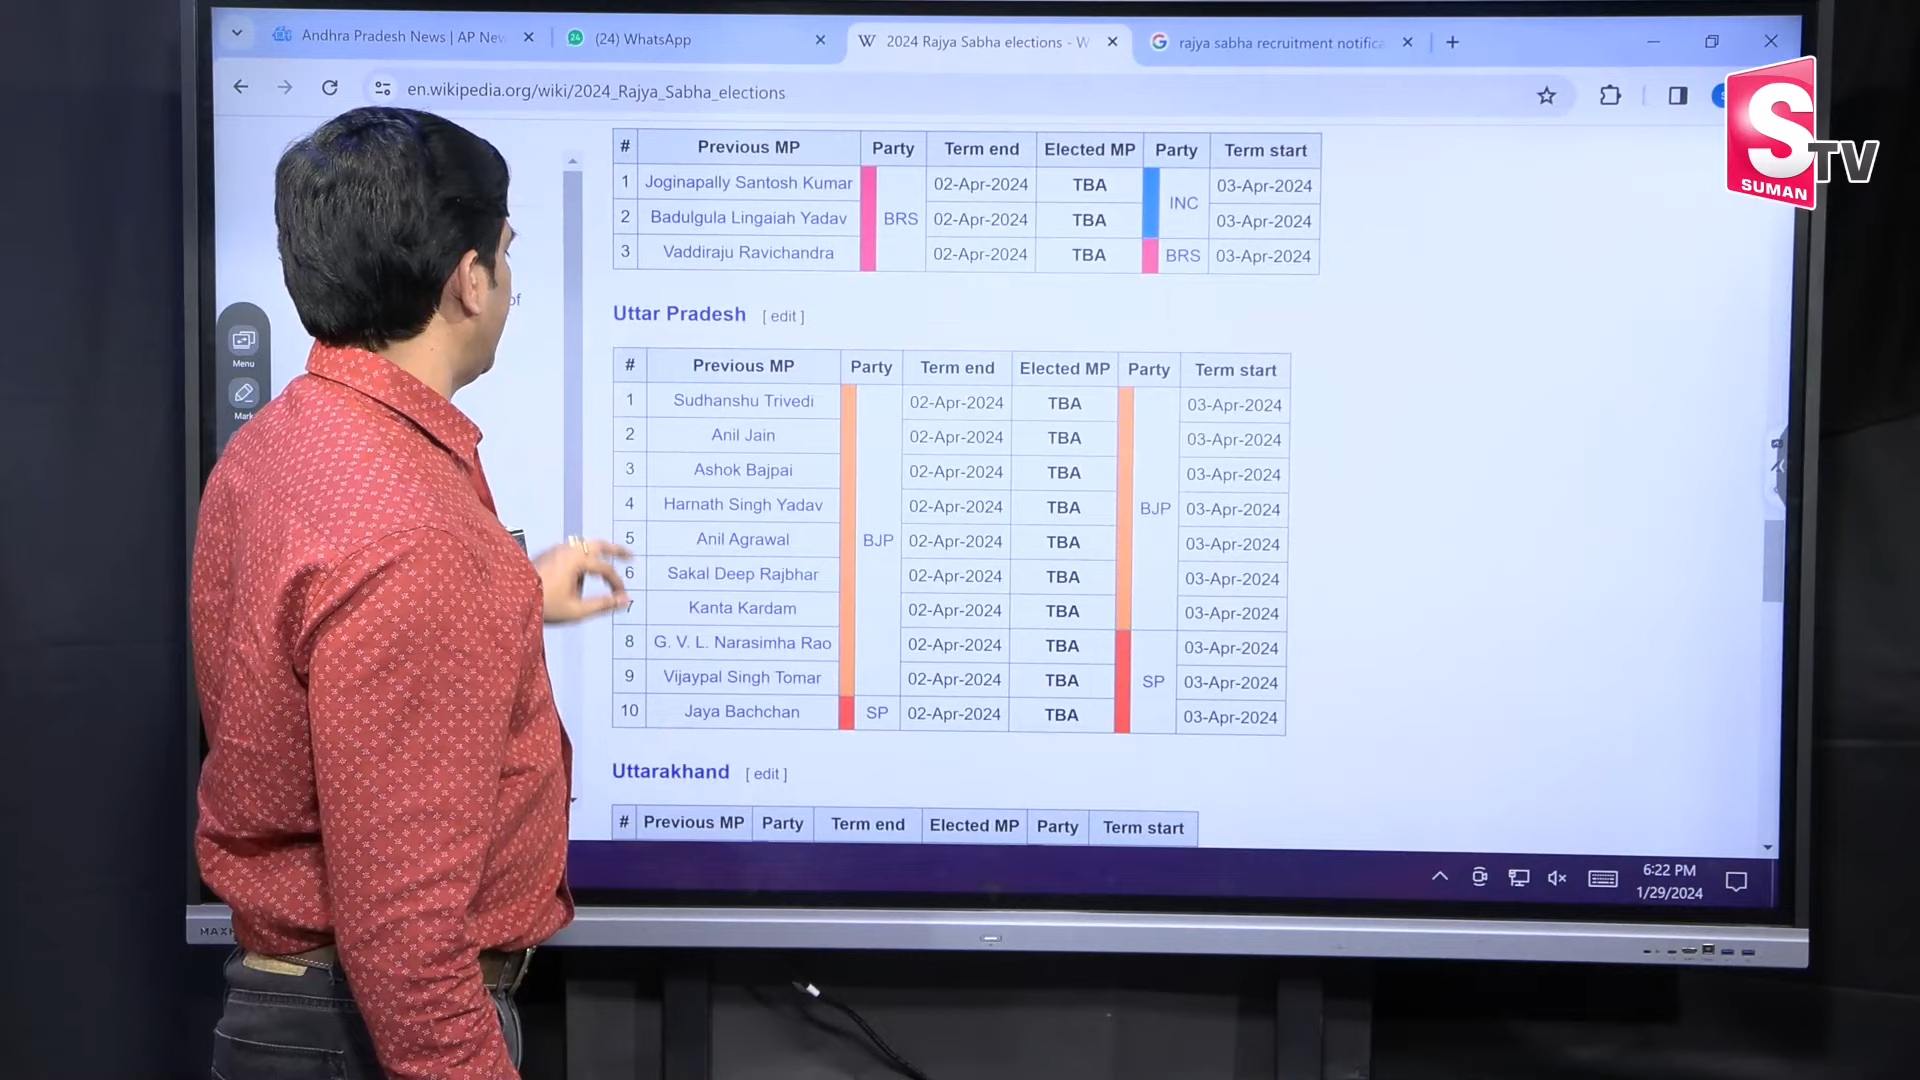 Andhra Pradesh News | AP New
(24) WhatsApp
2024 Rajya Sabha elections - W
rajya sabha recruitment notifica
en.wikipedia.org/wiki/2024_Rajya_Sabha_elections
S TV
SUMAN
# Previous MP Party Term end Elected MP Party Term start
1 Joginapally Santosh Kumar 02-Apr-2024 TBA 03-Apr-2024
INC
2 Badulgula Lingaiah Yadav BRS 02-Apr-2024 TBA 03-Apr-2024
3 Vaddiraju Ravichandra 02-Apr-2024 TBA BRS 03-Apr-2024
of
Uttar Pradesh [ edit ]
Menu
Mark
# Previous MP Party Term end Elected MP Party Term start
1 Sudhanshu Trivedi 02-Apr-2024 TBA 03-Apr-2024
2 Anil Jain 02-Apr-2024 TBA 03-Apr-2024
3 Ashok Bajpai 02-Apr-2024 TBA 03-Apr-2024
4 Harnath Singh Yadav 02-Apr-2024 TBA BJP 03-Apr-2024
5 Anil Agrawal BJP 02-Apr-2024 TBA 03-Apr-2024
6 Sakal Deep Rajbhar 02-Apr-2024 TBA 03-Apr-2024
7 Kanta Kardam 02-Apr-2024 TBA 03-Apr-2024
8 G. V. L. Narasimha Rao 02-Apr-2024 TBA 03-Apr-2024
9 Vijaypal Singh Tomar 02-Apr-2024 TBA SP 03-Apr-2024
10 Jaya Bachchan SP 02-Apr-2024 TBA 03-Apr-2024
Uttarakhand [ edit ]
# Previous MP Party Term end Elected MP Party Term start
6:22 PM
1/29/2024
MAXH